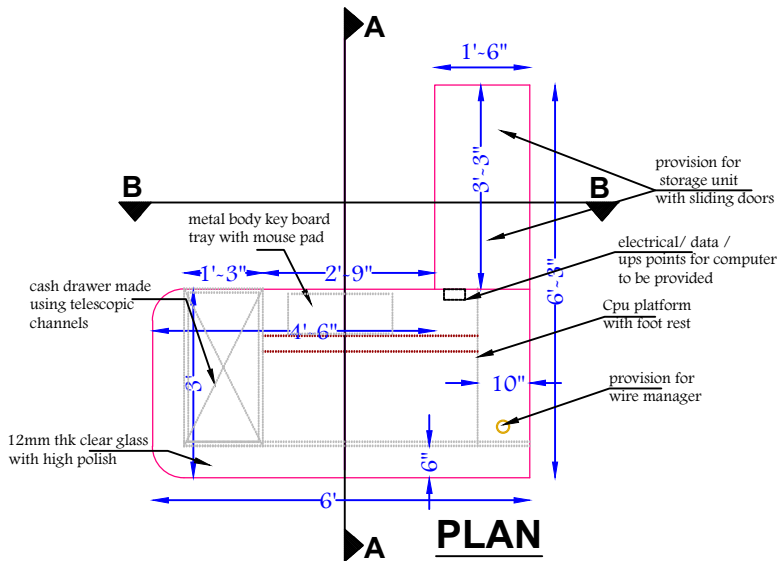 A
1'~6"
3'~3"
provision for
storage unit
with sliding doors
B
B
metal body key board
tray with mouse pad
electrical/ data /
ups points for computer
to be provided
1'~3"
2'~9"
6'~3"
cash drawer made
using telescopic
channels
Cpu platform
with foot rest
4'~6"
3'
10"
provision for
wire manager
12mm thk clear glass
with high polish
6"
6'
PLAN
A